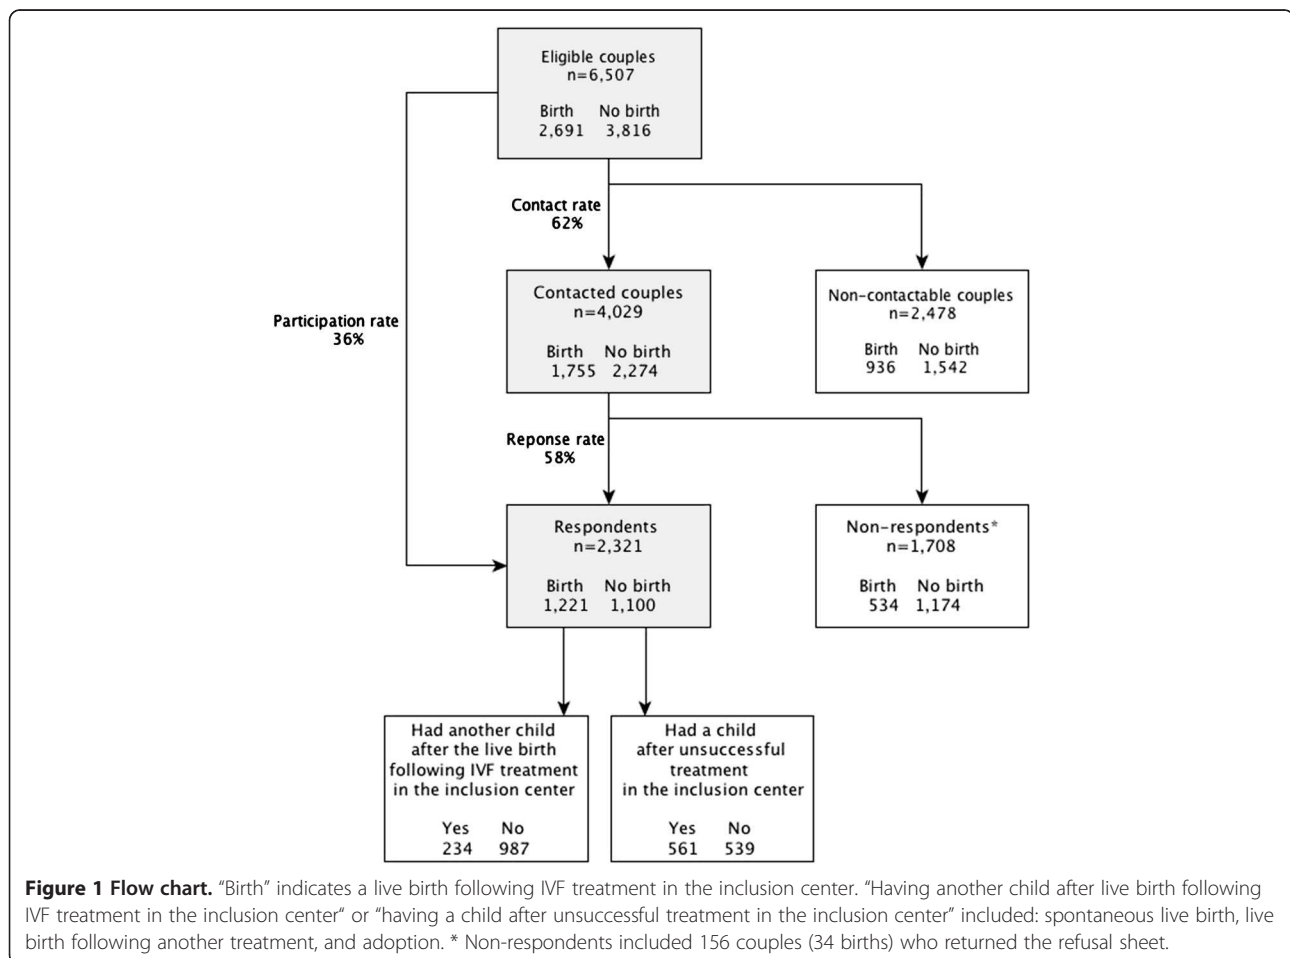 Eligible couples
n=6,507
Birth No birth
2,691 3,816
Contact rate
62%
Participation rate
36%
Contacted couples
n=4,029
Birth No birth
1,755 2,274
Non-contactable couples
n=2,478
Birth No birth
936 1,542
Reponse rate
58%
Respondents
n=2,321
Birth No birth
1,221 1,100
Non-respondents*
n=1,708
Birth No birth
534 1,174
Had another child
after the live birth
following IVF treatment
in the inclusion center
Yes No
234 987
Had a child
after unsuccessful
treatment
in the inclusion center
Yes No
561 539
Figure 1 Flow chart. "Birth" indicates a live birth following IVF treatment in the inclusion center. "Having another child after live birth following
IVF treatment in the inclusion center" or "having a child after unsuccessful treatment in the inclusion center" included: spontaneous live birth, live
birth following another treatment, and adoption. * Non-respondents included 156 couples (34 births) who returned the refusal sheet.